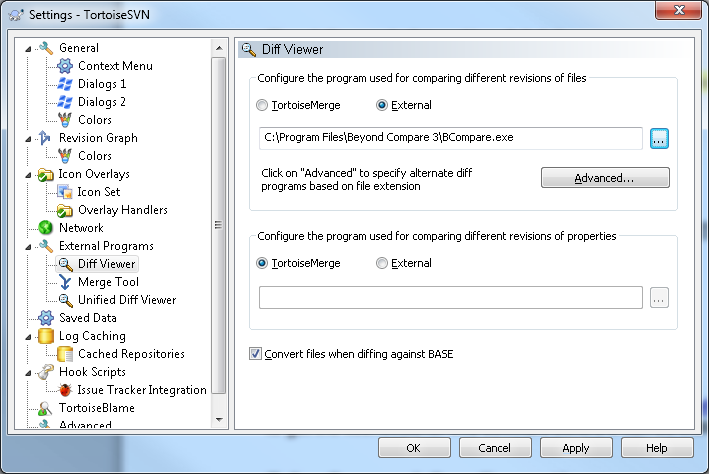 Settings - TortoiseSVN
General
Context Menu
Dialogs 1
Dialogs 2
Colors
Revision Graph
Colors
Icon Overlays
Icon Set
Overlay Handlers
Network
External Programs
Diff Viewer
Merge Tool
Unified Diff Viewer
Saved Data
Log Caching
Cached Repositories
Hook Scripts
Issue Tracker Integration
TortoiseBlame
Advanced
Diff Viewer
Configure the program used for comparing different revisions of files
TortoiseMerge External
C:\Program Files\Beyond Compare 3\BCompare.exe ...
Click on "Advanced" to specify alternate diff
programs based on file extension
Advanced...
Configure the program used for comparing different revisions of properties
TortoiseMerge External
...
Convert files when diffing against BASE
OK Cancel Apply Help